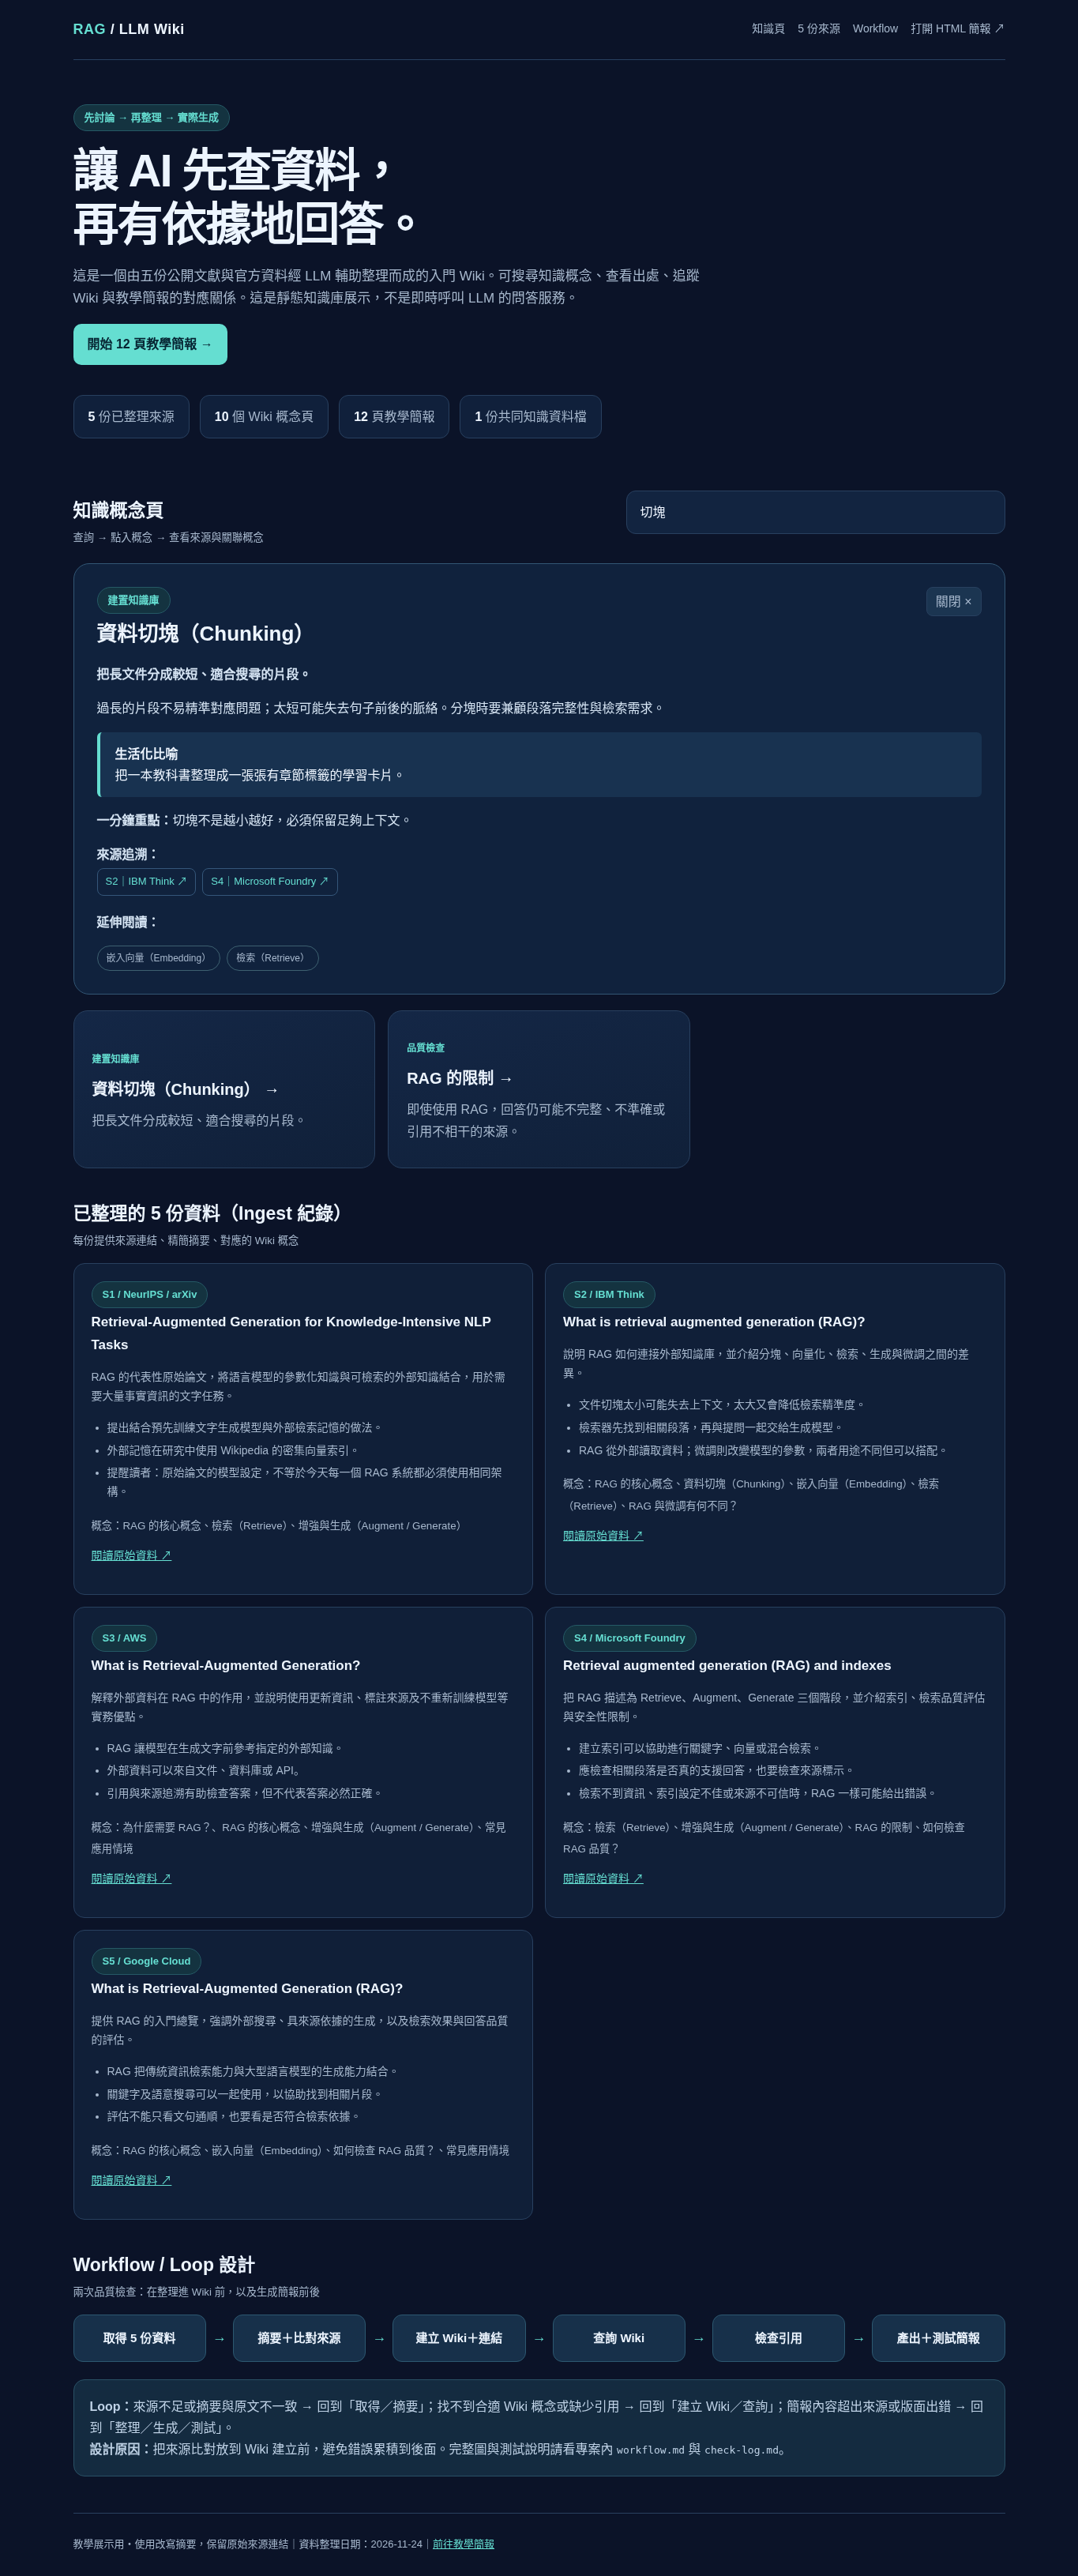 RAG / LLM Wiki
知識頁 5 份來源 Workflow 打開 HTML 簡報 ↗
先討論 → 再整理 → 實際生成
讓 AI 先查資料，
再有依據地回答。
這是一個由五份公開文獻與官方資料經 LLM 輔助整理而成的入門 Wiki。可搜尋知識概念、查看出處、追蹤
Wiki 與教學簡報的對應關係。這是靜態知識庫展示，不是即時呼叫 LLM 的問答服務。
開始 12 頁教學簡報 →
5 份已整理來源
10 個 Wiki 概念頁
12 頁教學簡報
1 份共同知識資料檔
知識概念頁
查詢 → 點入概念 → 查看來源與關聯概念
切塊
建置知識庫
關閉 ×
資料切塊（Chunking）
把長文件分成較短、適合搜尋的片段。
過長的片段不易精準對應問題；太短可能失去句子前後的脈絡。分塊時要兼顧段落完整性與檢索需求。
生活化比喻
把一本教科書整理成一張張有章節標籤的學習卡片。
一分鐘重點：切塊不是越小越好，必須保留足夠上下文。
來源追溯：
S2｜IBM Think ↗
S4｜Microsoft Foundry ↗
延伸閱讀：
嵌入向量（Embedding）
檢索（Retrieve）
建置知識庫
資料切塊（Chunking） →
把長文件分成較短、適合搜尋的片段。
品質檢查
RAG 的限制 →
即使使用 RAG，回答仍可能不完整、不準確或
引用不相干的來源。
已整理的 5 份資料（Ingest 紀錄）
每份提供來源連結、精簡摘要、對應的 Wiki 概念
S1 / NeurIPS / arXiv
Retrieval-Augmented Generation for Knowledge-Intensive NLP
Tasks
RAG 的代表性原始論文，將語言模型的參數化知識與可檢索的外部知識結合，用於需
要大量事實資訊的文字任務。
• 提出結合預先訓練文字生成模型與外部檢索記憶的做法。
• 外部記憶在研究中使用 Wikipedia 的密集向量索引。
• 提醒讀者：原始論文的模型設定，不等於今天每一個 RAG 系統都必須使用相同架
構。
概念：RAG 的核心概念、檢索（Retrieve）、增強與生成（Augment / Generate）
閱讀原始資料 ↗
S2 / IBM Think
What is retrieval augmented generation (RAG)?
說明 RAG 如何連接外部知識庫，並介紹分塊、向量化、檢索、生成與微調之間的差
異。
• 文件切塊太小可能失去上下文，太大又會降低檢索精準度。
• 檢索器先找到相關段落，再與提問一起交給生成模型。
• RAG 從外部讀取資料；微調則改變模型的參數，兩者用途不同但可以搭配。
概念：RAG 的核心概念、資料切塊（Chunking）、嵌入向量（Embedding）、檢索
（Retrieve）、RAG 與微調有何不同？
閱讀原始資料 ↗
S3 / AWS
What is Retrieval-Augmented Generation?
解釋外部資料在 RAG 中的作用，並說明使用更新資訊、標註來源及不重新訓練模型等
實務優點。
• RAG 讓模型在生成文字前參考指定的外部知識。
• 外部資料可以來自文件、資料庫或 API。
• 引用與來源追溯有助檢查答案，但不代表答案必然正確。
概念：為什麼需要 RAG？、RAG 的核心概念、增強與生成（Augment / Generate）、常見
應用情境
閱讀原始資料 ↗
S4 / Microsoft Foundry
Retrieval augmented generation (RAG) and indexes
把 RAG 描述為 Retrieve、Augment、Generate 三個階段，並介紹索引、檢索品質評估
與安全性限制。
• 建立索引可以協助進行關鍵字、向量或混合檢索。
• 應檢查相關段落是否真的支援回答，也要檢查來源標示。
• 檢索不到資訊、索引設定不佳或來源不可信時，RAG 一樣可能給出錯誤。
概念：檢索（Retrieve）、增強與生成（Augment / Generate）、RAG 的限制、如何檢查
RAG 品質？
閱讀原始資料 ↗
S5 / Google Cloud
What is Retrieval-Augmented Generation (RAG)?
提供 RAG 的入門總覽，強調外部搜尋、具來源依據的生成，以及檢索效果與回答品質
的評估。
• RAG 把傳統資訊檢索能力與大型語言模型的生成能力結合。
• 關鍵字及語意搜尋可以一起使用，以協助找到相關片段。
• 評估不能只看文句通順，也要看是否符合檢索依據。
概念：RAG 的核心概念、嵌入向量（Embedding）、如何檢查 RAG 品質？、常見應用情境
閱讀原始資料 ↗
Workflow / Loop 設計
兩次品質檢查：在整理進 Wiki 前，以及生成簡報前後
取得 5 份資料 → 摘要＋比對來源 → 建立 Wiki＋連結 → 查詢 Wiki → 檢查引用 → 產出＋測試簡報
Loop：來源不足或摘要與原文不一致 → 回到「取得／摘要」；找不到合適 Wiki 概念或缺少引用 → 回到「建立 Wiki／查詢」；簡報內容超出來源或版面出錯 → 回
到「整理／生成／測試」。
設計原因：把來源比對放到 Wiki 建立前，避免錯誤累積到後面。完整圖與測試說明請看專案內 workflow.md 與 check-log.md。
教學展示用・使用改寫摘要，保留原始來源連結｜資料整理日期：2026-11-24｜前往教學簡報